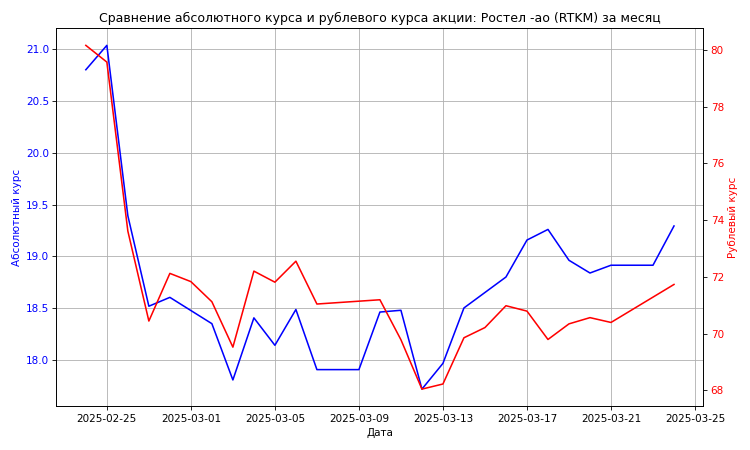 Сравнение абсолютного курса и рублевого курса акции: Ростел -ао (RTKM) за месяц
21.0
20.5
20.0
19.5
19.0
18.5
18.0
Абсолютный курс
80
78
76
74
72
70
68
Рублевый курс
2025-02-25 2025-03-01 2025-03-05 2025-03-09 2025-03-13 2025-03-17 2025-03-21 2025-03-25
Дата